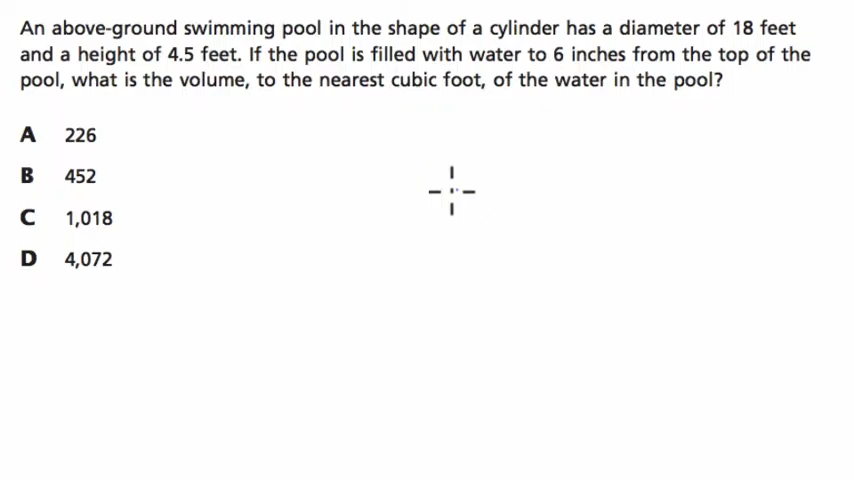 An above-ground swimming pool in the shape of a cylinder has a diameter of 18 feet
and a height of 4.5 feet. If the pool is filled with water to 6 inches from the top of the
pool, what is the volume, to the nearest cubic foot, of the water in the pool?
A 226
B 452
C 1,018
D 4,072